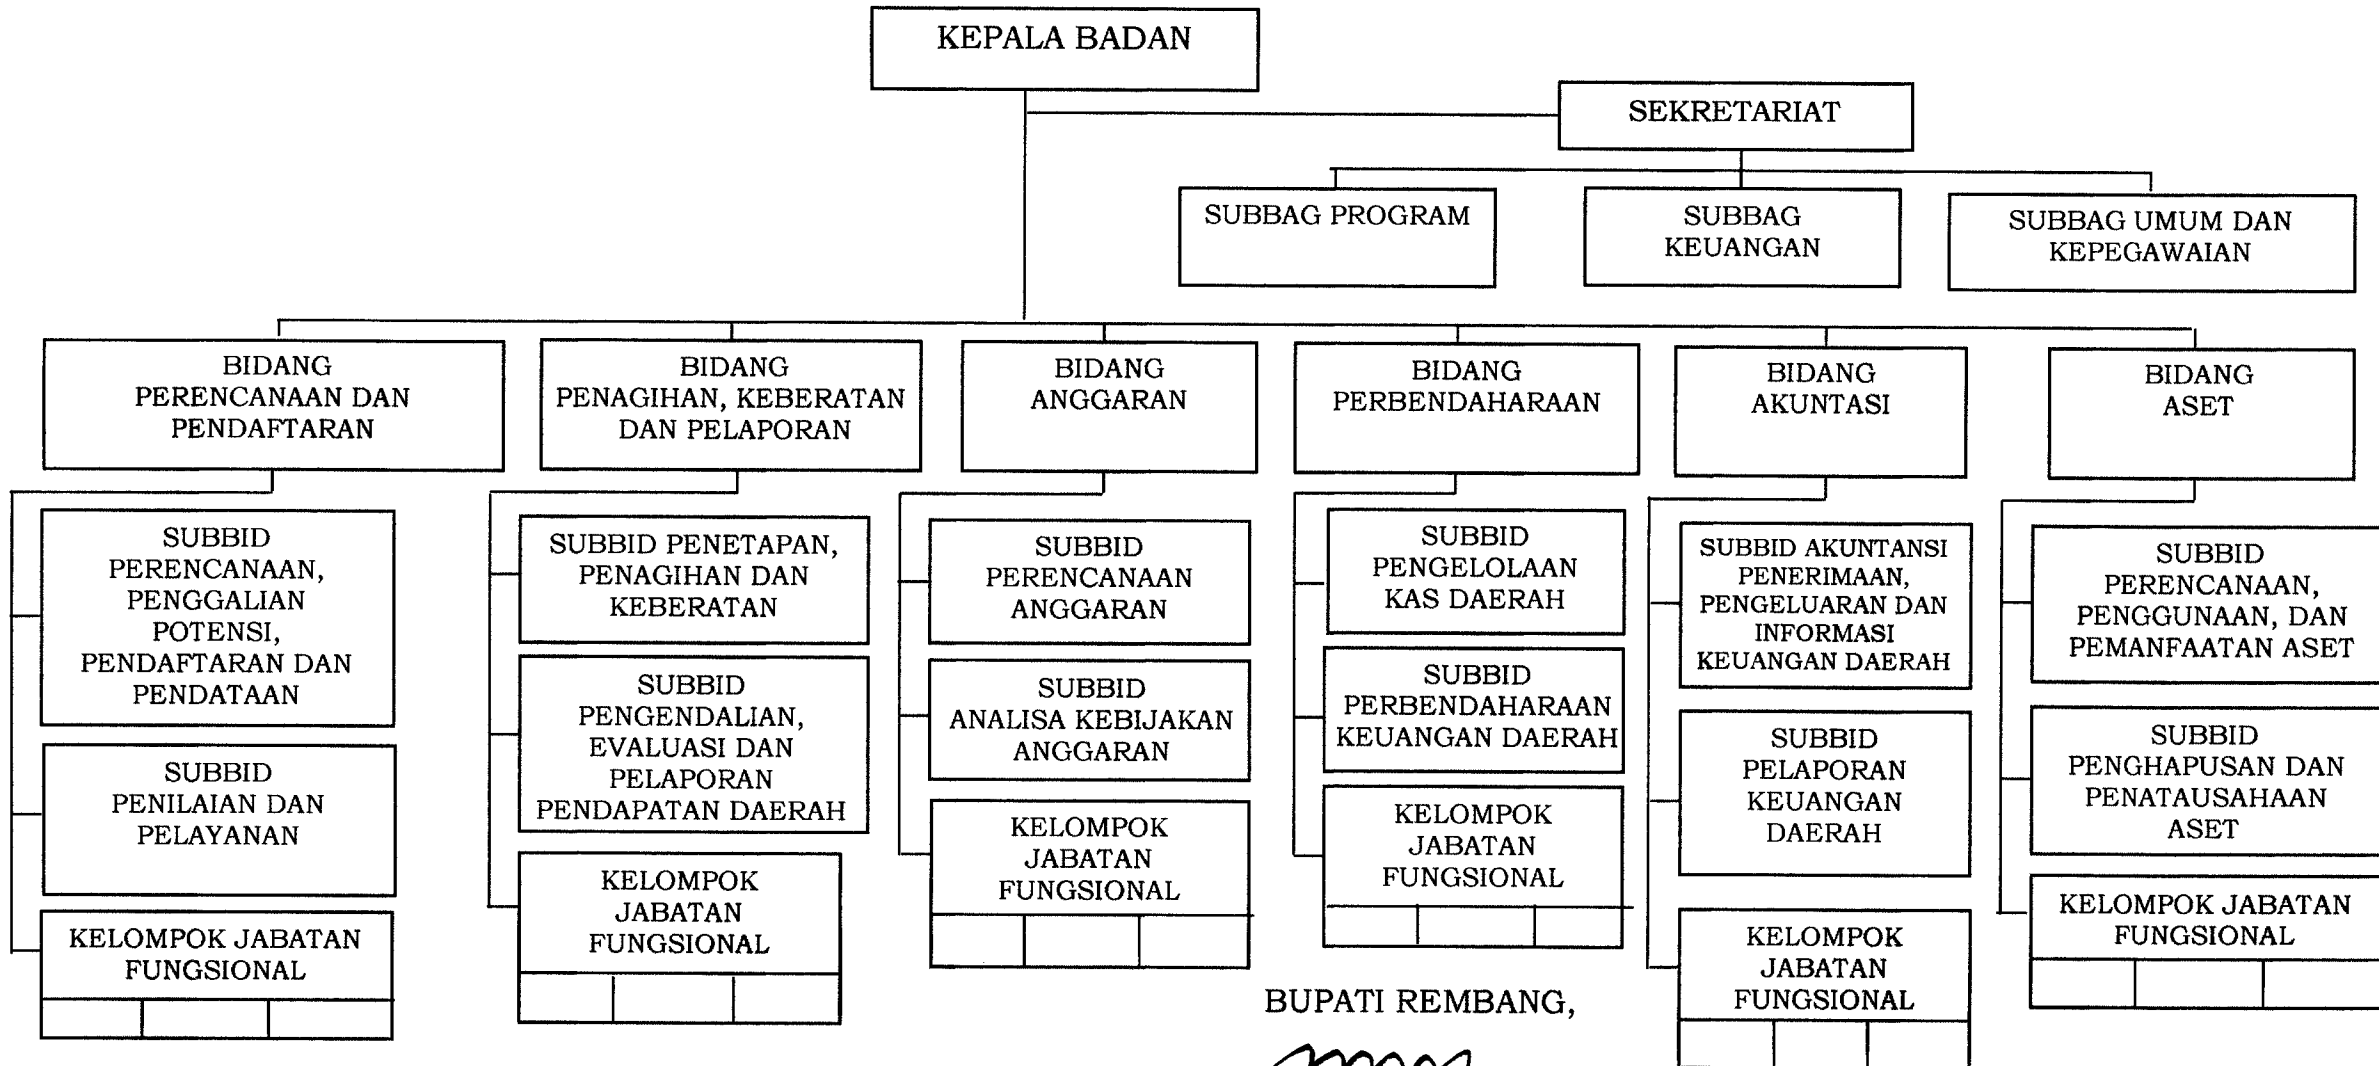 KEPALA BADAN
SEKRETARIAT
SUBBAG PROGRAM
SUBBAG
KEUANGAN
SUBBAG UMUM DAN
KEPEGAWAIAN
BIDANG
PERENCANAAN DAN
PENDAFTARAN
BIDANG
PENAGIHAN, KEBERATAN
DAN PELAPORAN
BIDANG
ANGGARAN
BIDANG
PERBENDAHARAAN
BIDANG
AKUNTASI
BIDANG
ASET
SUBBID
PERENCANAAN,
PENGGALIAN
POTENSI,
PENDAFTARAN DAN
PENDATAAN
SUBBID
PENILAIAN DAN
PELAYANAN
KELOMPOK JABATAN
FUNGSIONAL
SUBBID PENETAPAN,
PENAGIHAN DAN
KEBERATAN
SUBBID
PENGENDALIAN,
EVALUASI DAN
PELAPORAN
PENDAPATAN DAERAH
KELOMPOK
JABATAN
FUNGSIONAL
SUBBID
PERENCANAAN
ANGGARAN
SUBBID
ANALISA KEBIJAKAN
ANGGARAN
KELOMPOK
JABATAN
FUNGSIONAL
SUBBID
PENGELOLAAN
KAS DAERAH
SUBBID
PERBENDAHARAAN
KEUANGAN DAERAH
KELOMPOK
JABATAN
FUNGSIONAL
SUBBID AKUNTANSI
PENERIMAAN,
PENGELUARAN DAN
INFORMASI
KEUANGAN DAERAH
SUBBID
PELAPORAN
KEUANGAN
DAERAH
KELOMPOK
JABATAN
FUNGSIONAL
SUBBID
PERENCANAAN,
PENGGUNAAN, DAN
PEMANFAATAN ASET
SUBBID
PENGHAPUSAN DAN
PENATAUSAHAAN
ASET
KELOMPOK JABATAN
FUNGSIONAL
BUPATI REMBANG,